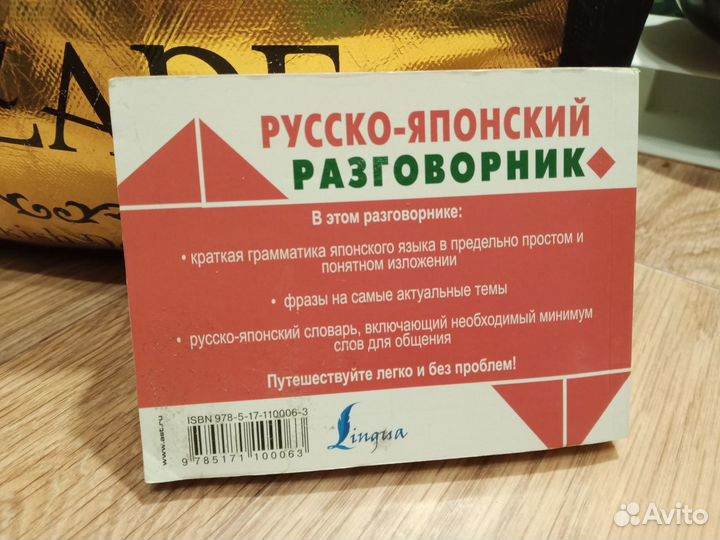 РУССКО-ЯПОНСКИЙ
РАЗГОВОРНИК
В этом разговорнике:
• краткая грамматика японского языка в предельно простом и
понятном изложении
• фразы на самые актуальные темы
• русско-японский словарь, включающий необходимый минимум
слов для общения
Путешествуйте легко и без проблем!
www.ast.ru
ISBN 978-5-17-110006-3
9 785171 100063
Lingua
Avito